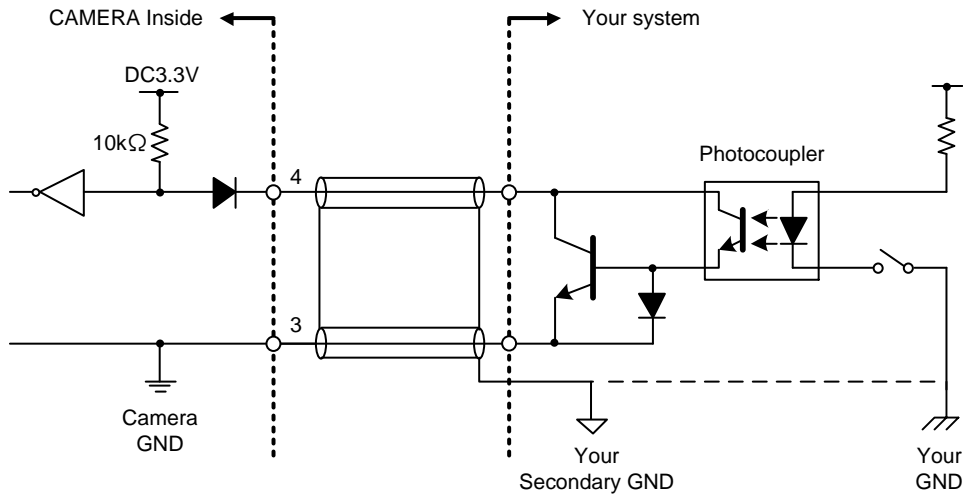 CAMERA Inside
Your system
DC3.3V
10kΩ
Photocoupler
4
3
Camera
GND
Your
Secondary GND
Your
GND